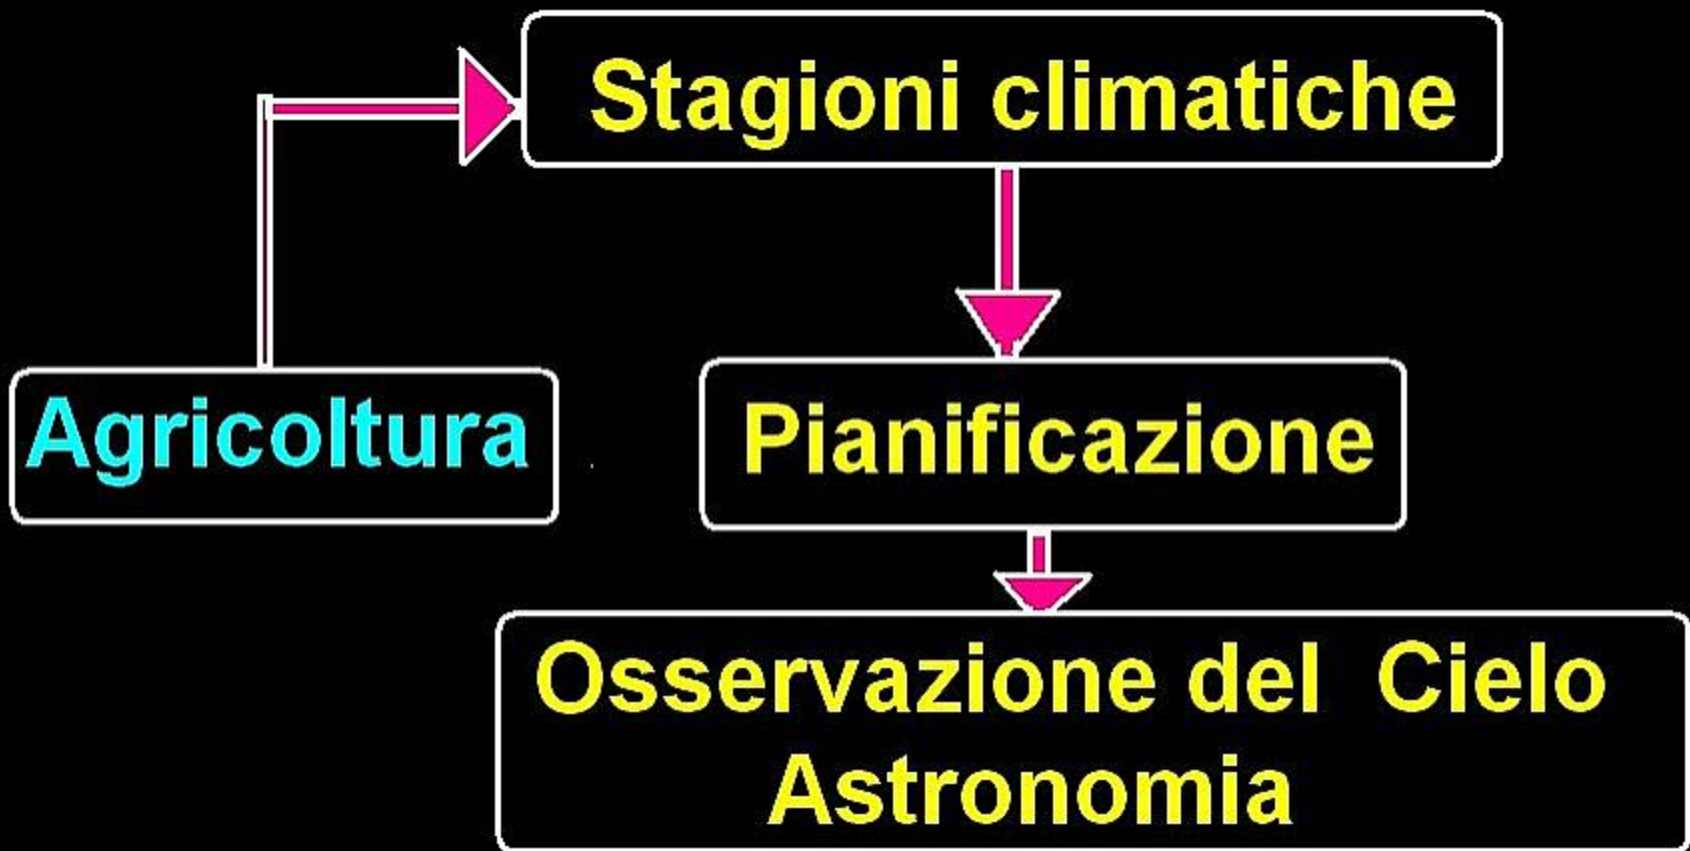 Stagioni climatiche
Agricoltura
Pianificazione
Osservazione del Cielo
Astronomia